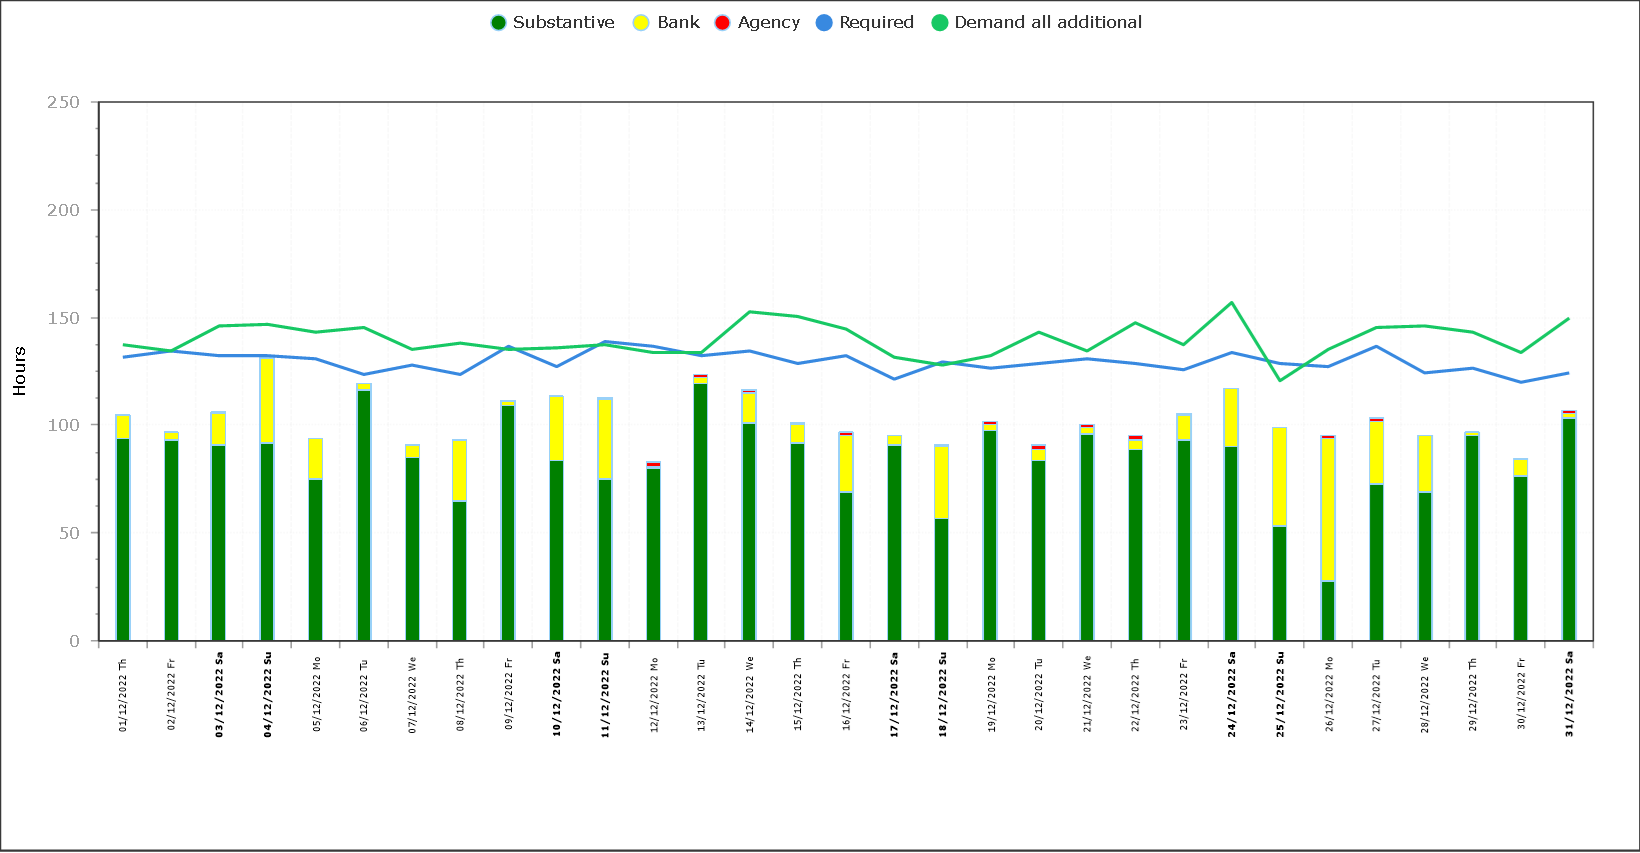 Substantive Bank Agency Required Demand all additional
250
200
150
100
50
0
Hours
01/12/2022 Th
02/12/2022 Fr
03/12/2022 Sa
04/12/2022 Su
05/12/2022 Mo
06/12/2022 Tu
07/12/2022 We
08/12/2022 Th
09/12/2022 Fr
10/12/2022 Sa
11/12/2022 Su
12/12/2022 Mo
13/12/2022 Tu
14/12/2022 We
15/12/2022 Th
16/12/2022 Fr
17/12/2022 Sa
18/12/2022 Su
19/12/2022 Mo
20/12/2022 Tu
21/12/2022 We
22/12/2022 Th
23/12/2022 Fr
24/12/2022 Sa
25/12/2022 Su
26/12/2022 Mo
27/12/2022 Tu
28/12/2022 We
29/12/2022 Th
30/12/2022 Fr
31/12/2022 Sa